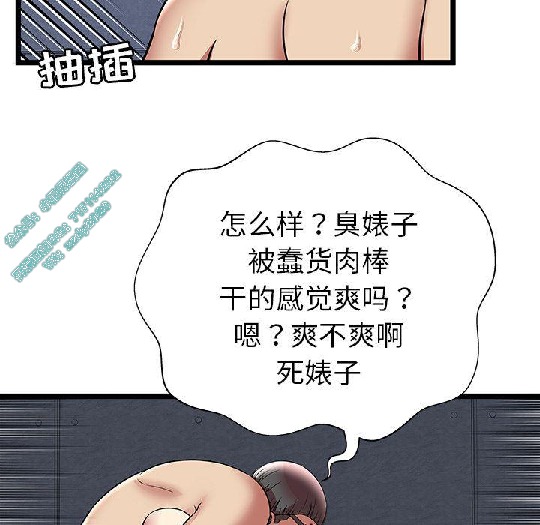 抽插
怎么样？臭婊子
被蠢货肉棒
干的感觉爽吗？
嗯？爽不爽啊
死婊子